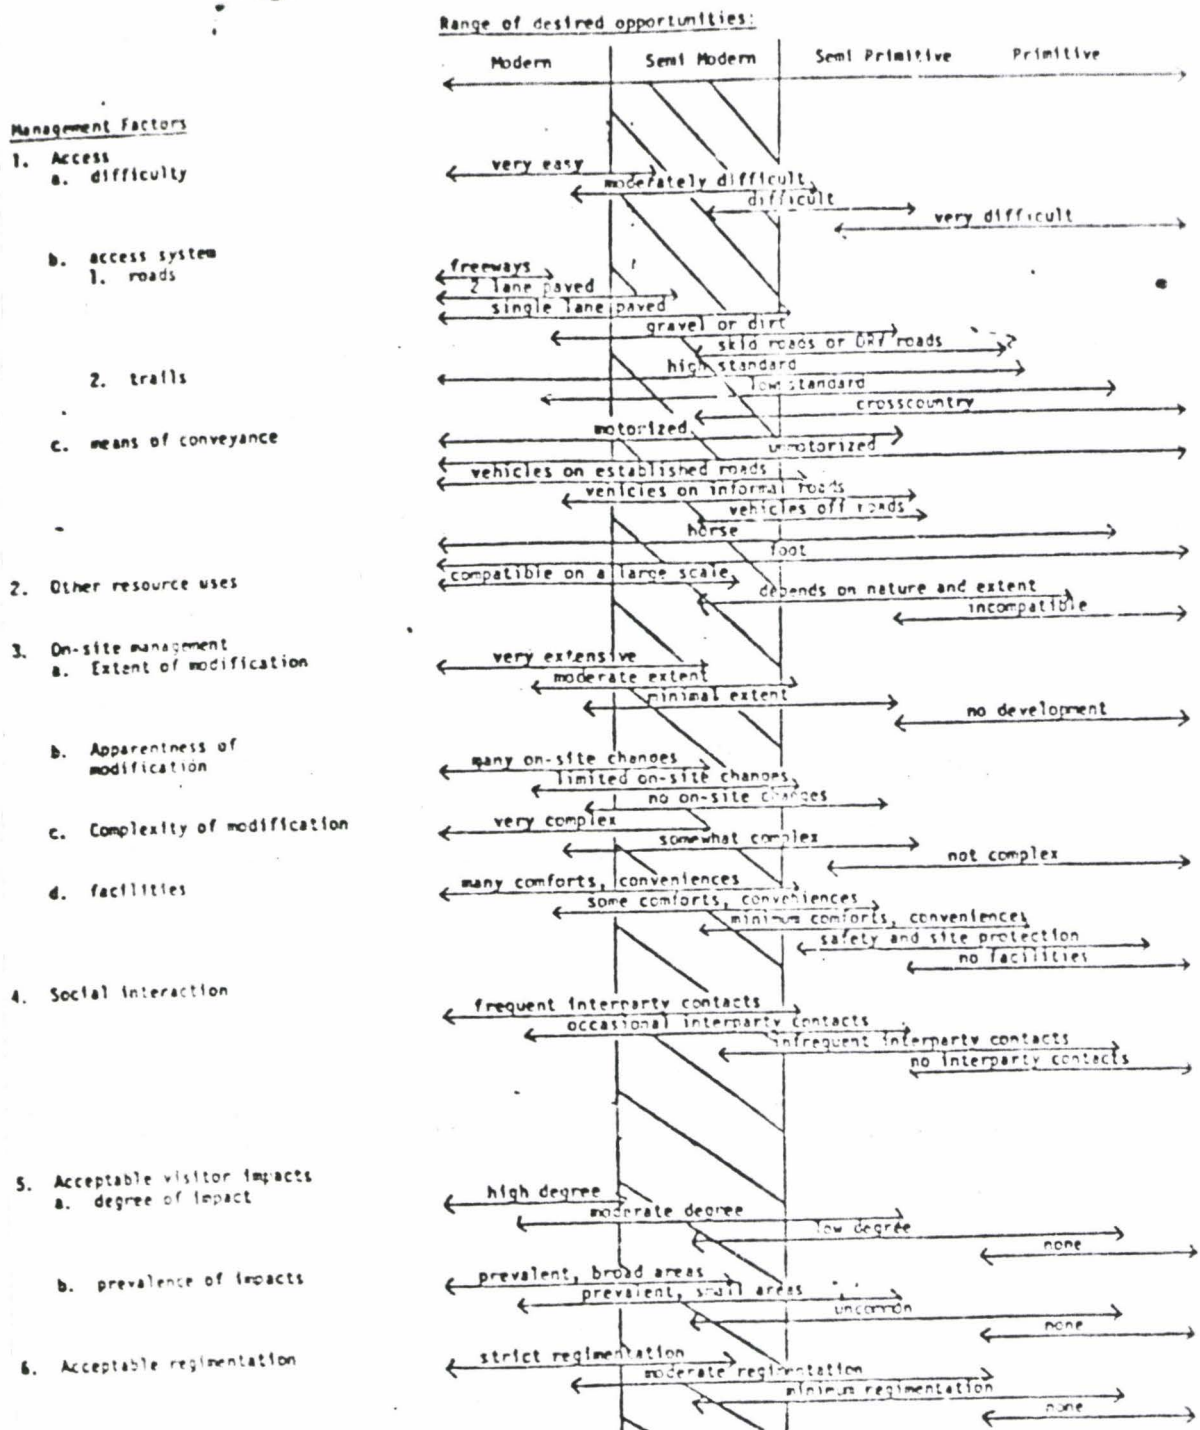 Range of desired opportunities:
Modern Semi Modern Semi Primitive Primitive
Management Factors
1. Access
a. difficulty
very easy
moderately difficult
difficult
very difficult
b. access system
1. roads
freeways
2 lane paved
single lane paved
gravel or dirt
skid roads or ORV roads
2. trails
high standard
low standard
crosscountry
c. means of conveyance
motorized
unmotorized
vehicles on established roads
vehicles on informal roads
vehicles off roads
horse
foot
2. Other resource uses
compatible on a large scale
depends on nature and extent
incompatible
3. On-site management
a. Extent of modification
very extensive
moderate extent
minimal extent
no development
b. Apparentness of
modification
many on-site changes
limited on-site changes
no on-site changes
c. Complexity of modification
very complex
somewhat complex
not complex
d. facilities
many comforts, conveniences
some comforts, conveniences
minimum comforts, conveniences
safety and site protection
no facilities
4. Social interaction
frequent interparty contacts
occasional interparty contacts
infrequent interparty contacts
no interparty contacts
5. Acceptable visitor impacts
a. degree of impact
high degree
moderate degree
low degree
none
b. prevalence of impacts
prevalent, broad areas
prevalent, small areas
uncommon
none
6. Acceptable regimentation
strict regimentation
moderate regimentation
minimum regimentation
none